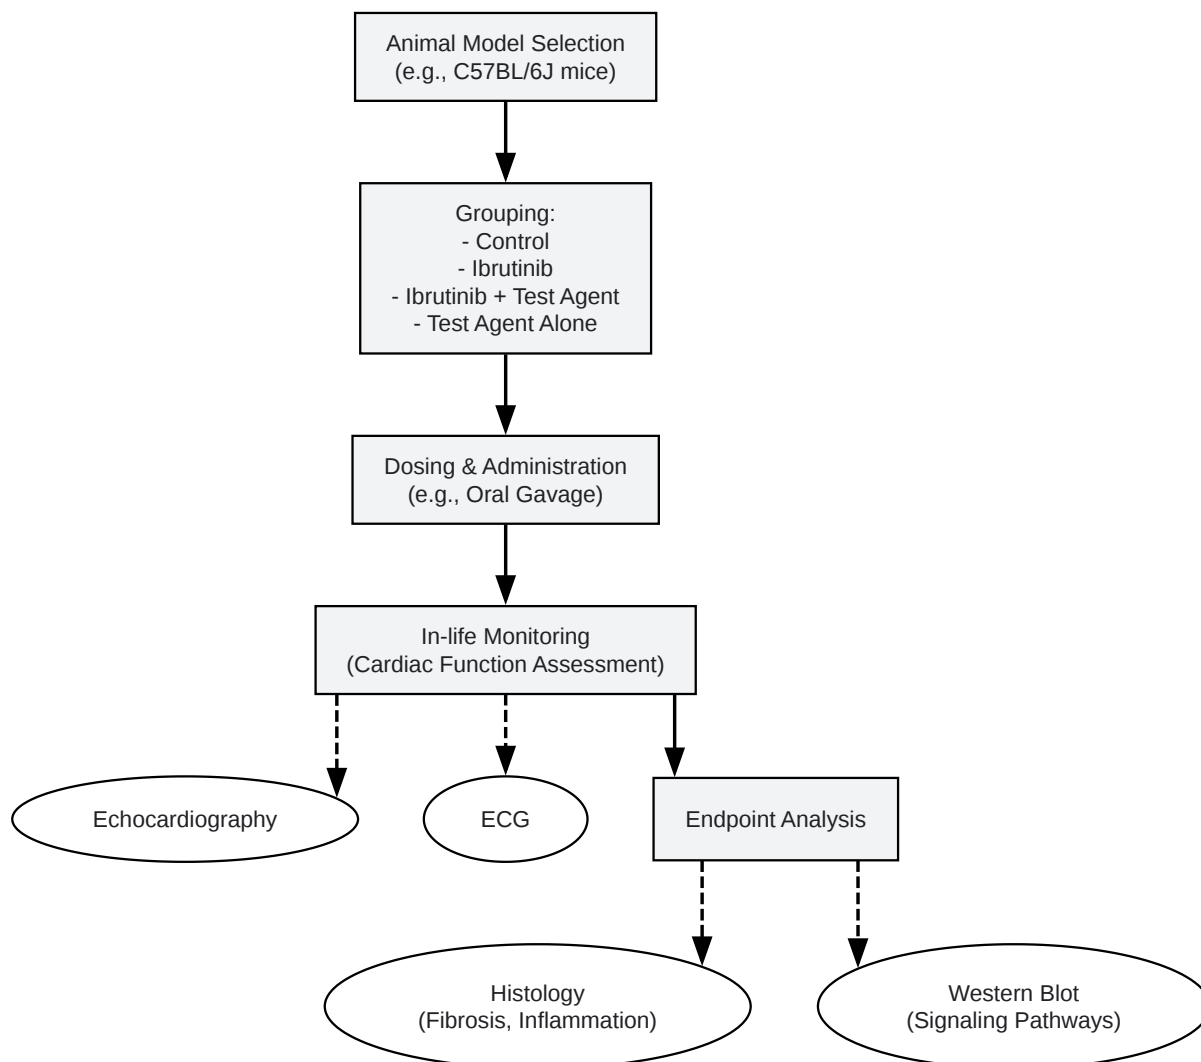 Animal Model Selection
(e.g., C57BL/6J mice)
Grouping:
- Control
- Ibrutinib
- Ibrutinib + Test Agent
- Test Agent Alone
Dosing & Administration
(e.g., Oral Gavage)
In-life Monitoring
(Cardiac Function Assessment)
Echocardiography
ECG
Endpoint Analysis
Histology
(Fibrosis, Inflammation)
Western Blot
(Signaling Pathways)